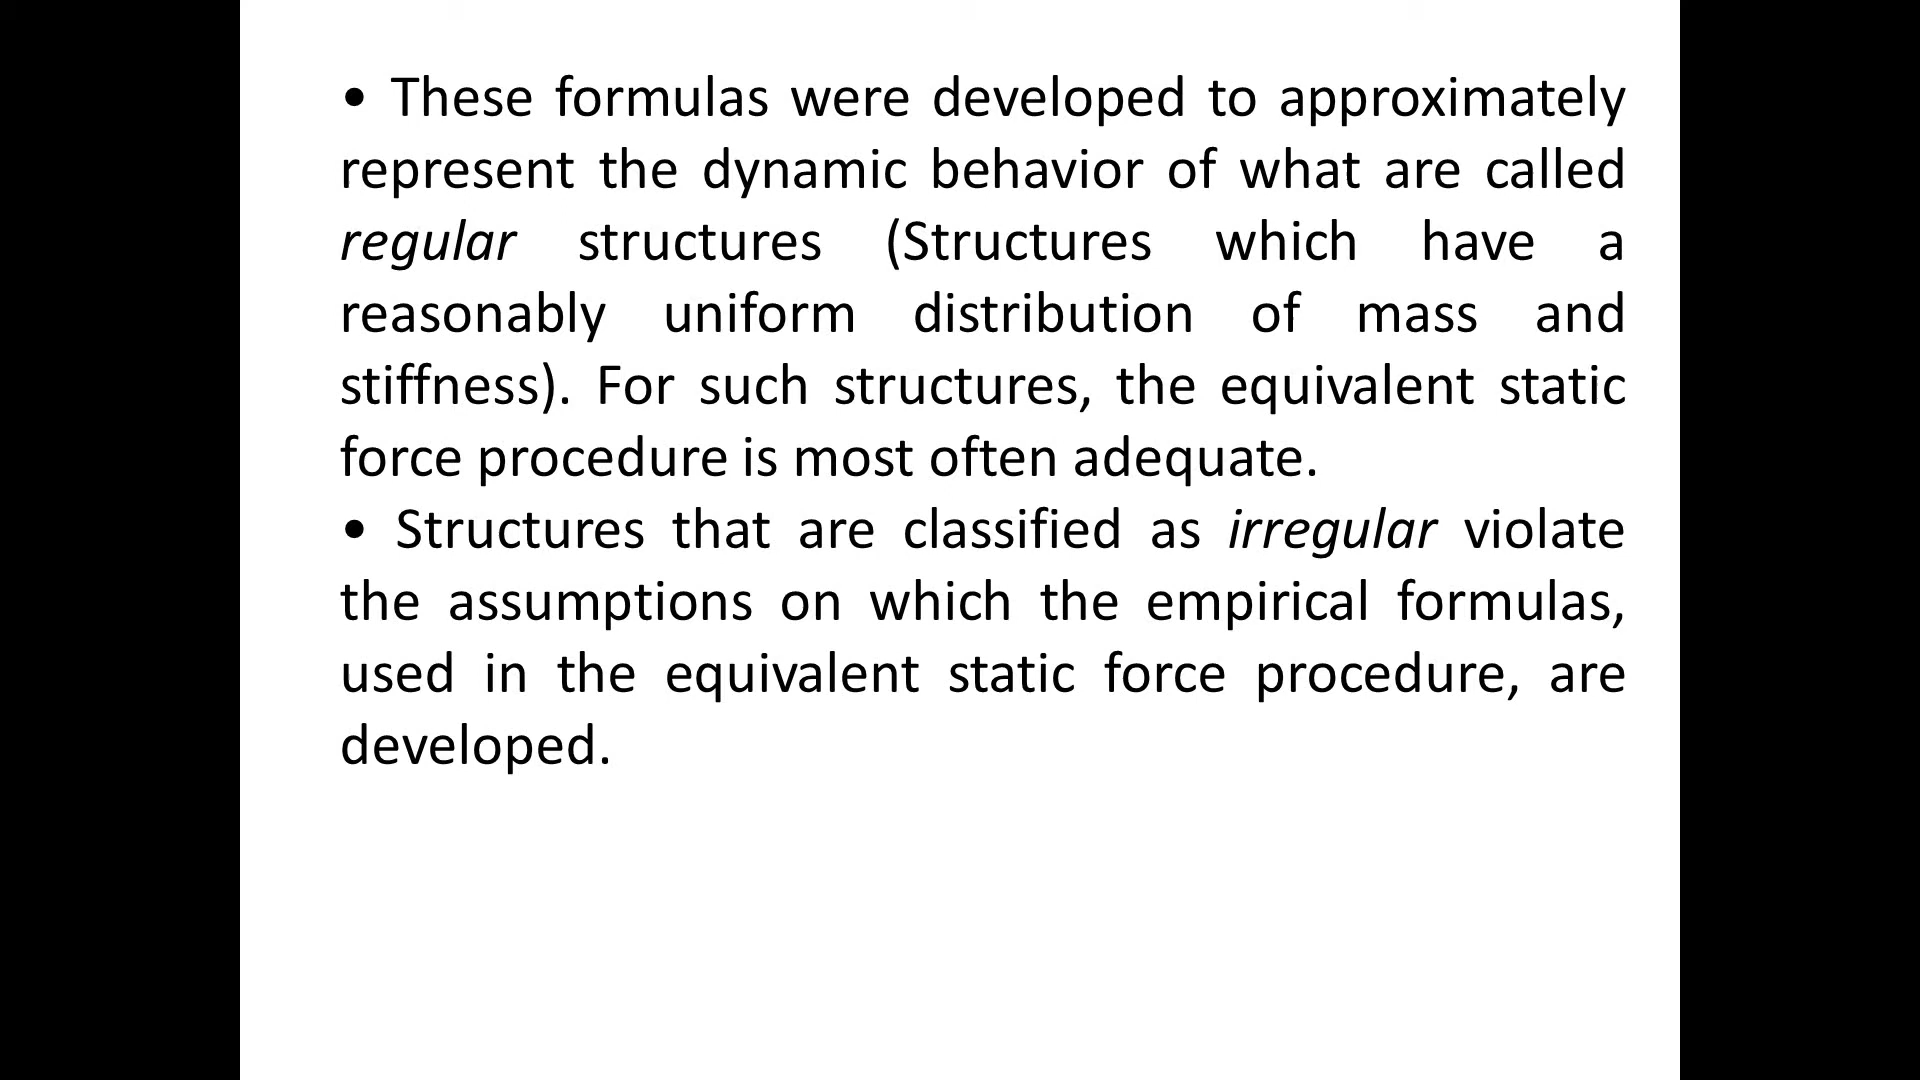 • These formulas were developed to approximately
represent the dynamic behavior of what are called
regular structures (Structures which have a
reasonably uniform distribution of mass and
stiffness). For such structures, the equivalent static
force procedure is most often adequate.
• Structures that are classified as irregular violate
the assumptions on which the empirical formulas,
used in the equivalent static force procedure, are
developed.